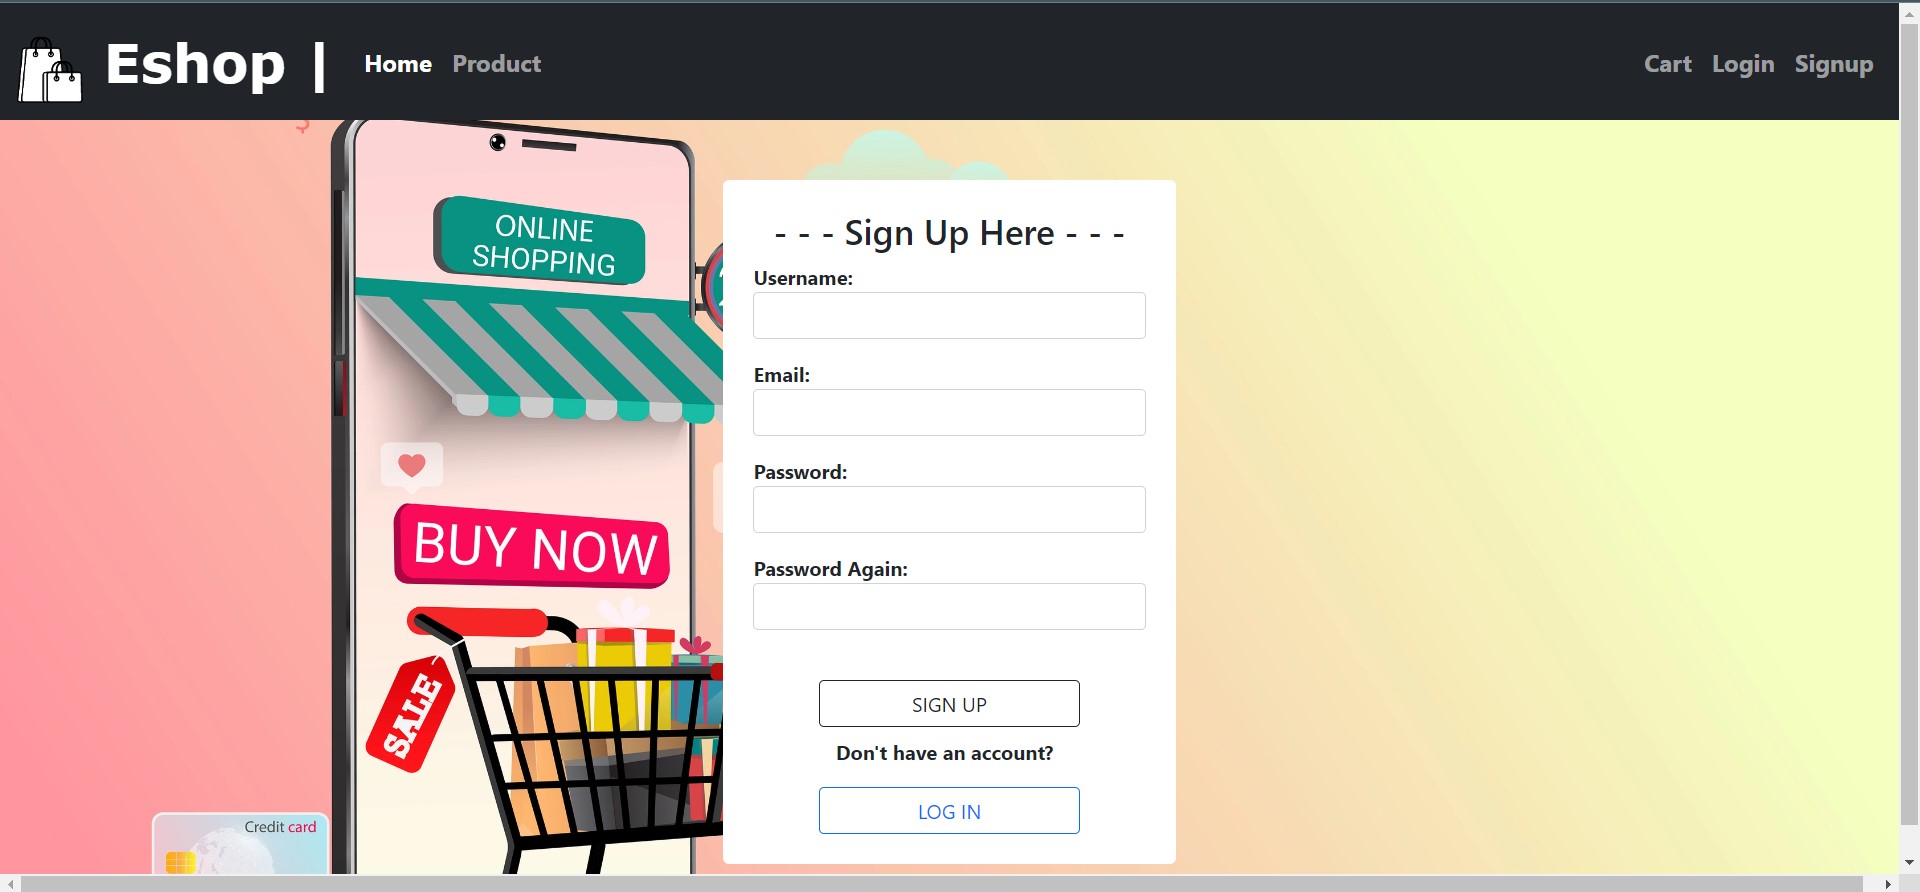 Eshop | Home Product Cart Login Signup
ONLINE
SHOPPING
BUY NOW
SALE
Credit card
- - - Sign Up Here - - -
Username:
Email:
Password:
Password Again:
SIGN UP
Don't have an account?
LOG IN